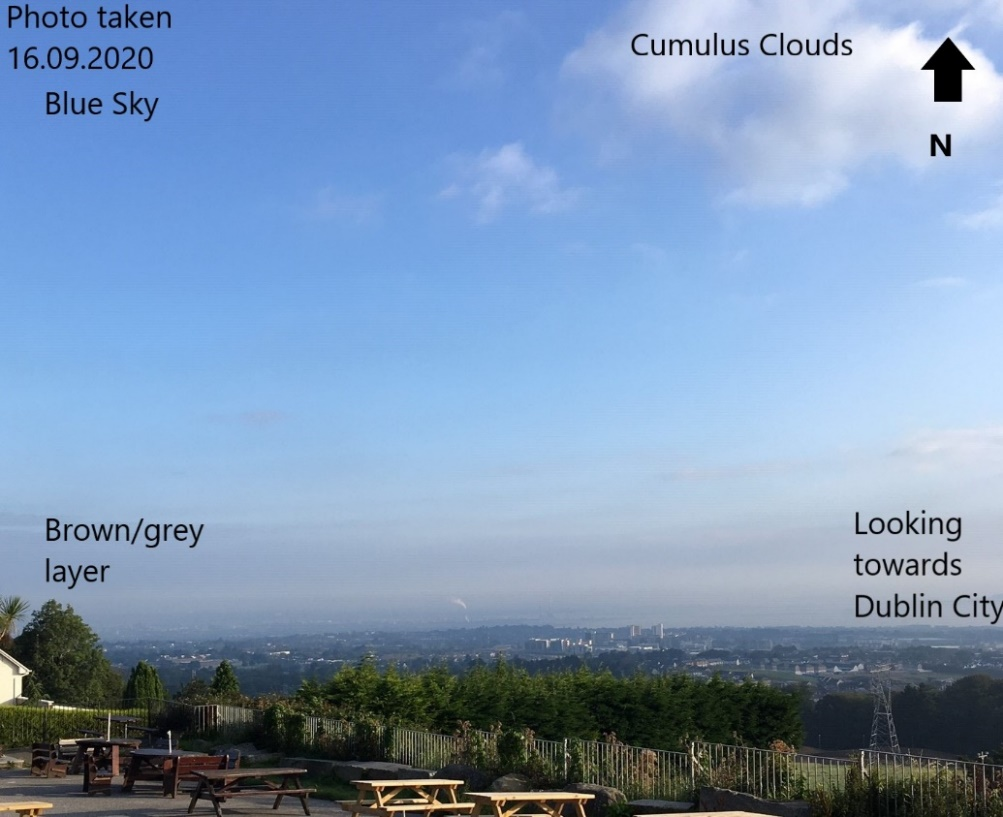 Photo taken
16.09.2020
Blue Sky
Cumulus Clouds
N
Brown/grey
layer
Looking
towards
Dublin City